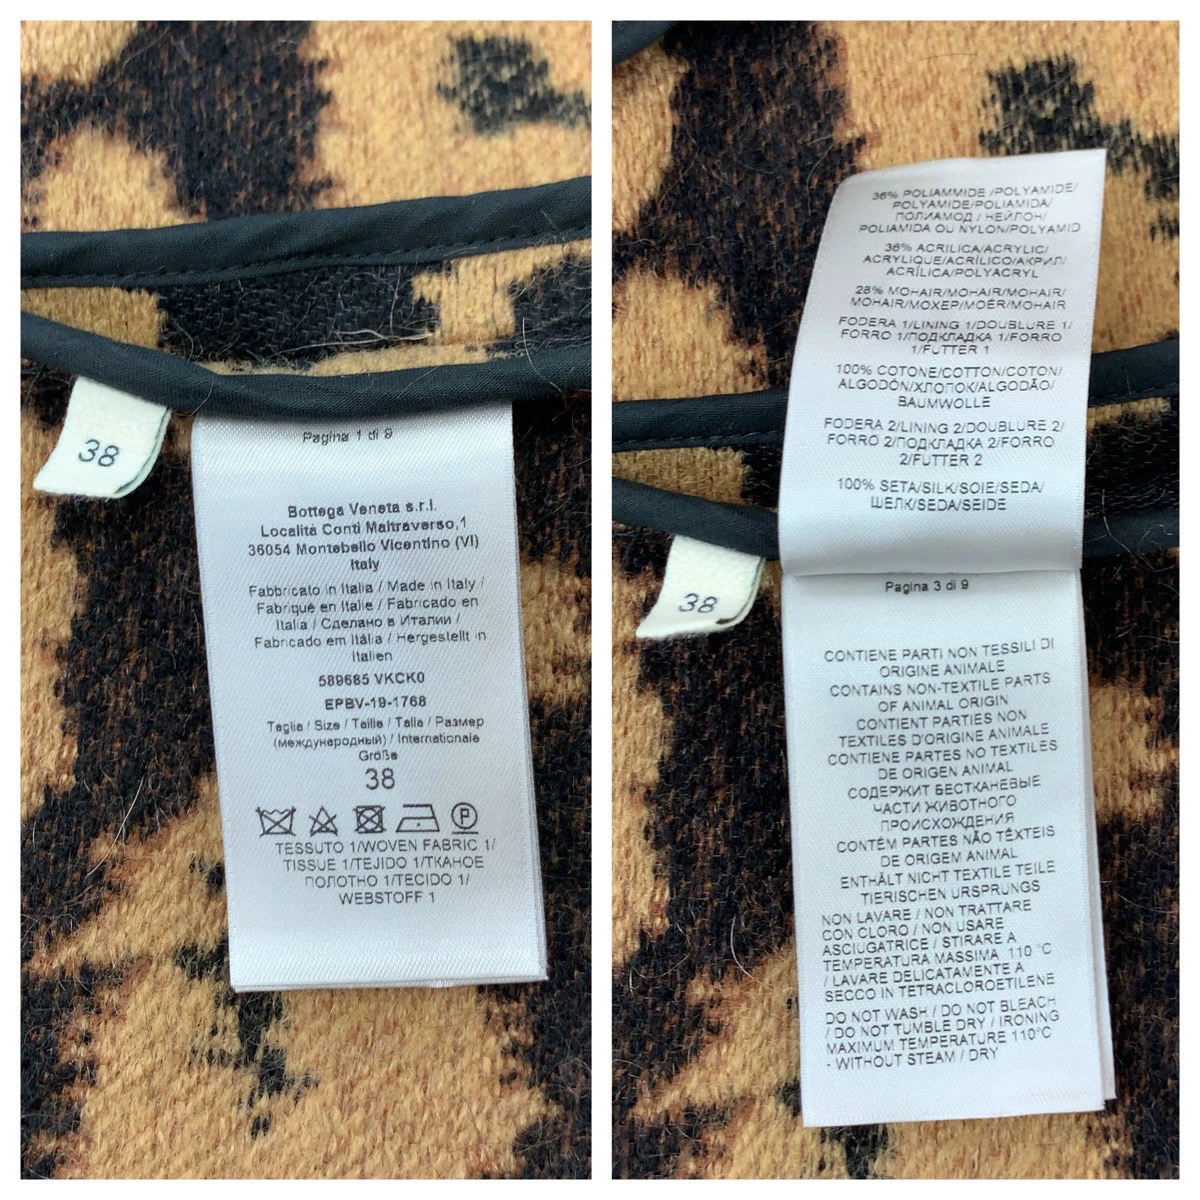 38
Pagina 1 di 9
Bottega Veneta s.r.l.
Località Conti Maltraverso,1
36054 Montebello Vicentino (VI)
Italy
Fabbricato in Italia / Made in Italy /
Fabriqué en Italie / Fabricado en
Italia / Сделано в Италии /
Fabricado em Itália / Hergestellt in
Italien
589685 VKCK0
EPBV-19-1768
Taglia / Size / Taille / Talla / Размер
(международный) / Internationale
Größe
38
P
TESSUTO 1/WOVEN FABRIC 1/
TISSUE 1/TEJIDO 1/ТКАНОЕ
ПОЛОТНО 1/TECIDO 1/
WEBSTOFF 1
36% POLIAMMIDE /POLYAMIDE/
POLYAMIDE/POLIAMIDA/
ПОЛИАМОД / НЕЙЛОН/
POLIAMIDA OU NYLON/POLYAMID
36% ACRILICA/ACRYLIC/
ACRYLIQUE/ACRÍLICO/АКРИЛ/
ACRÍLICA/POLYACRYL
28% MOHAIR/MOHAIR/MOHAIR/
MOHAIR/МОХЕР/MOÉR/MOHAIR
FODERA 1/LINING 1/DOUBLURE 1/
FORRO 1/ПОДКЛАДКА 1/FORRO
1/FUTTER 1
100% COTONE/COTTON/COTON/
ALGODÓN/ХЛОПОК/ALGODÃO/
BAUMWOLLE
FODERA 2/LINING 2/DOUBLURE 2/
FORRO 2/ПОДКЛАДКА 2/FORRO
2/FUTTER 2
100% SETA/SILK/SOIE/SEDA/
ШЕЛК/SEDA/SEIDE
38
Pagina 3 di 9
CONTIENE PARTI NON TESSILI DI
ORIGINE ANIMALE
CONTAINS NON-TEXTILE PARTS
OF ANIMAL ORIGIN
CONTIENT PARTIES NON
TEXTILES D'ORIGINE ANIMALE
CONTIENE PARTES NO TEXTILES
DE ORIGEN ANIMAL
СОДЕРЖИТ БЕСТКАНЕВЫЕ
ЧАСТИ ЖИВОТНОГО
ПРОИСХОЖДЕНИЯ
CONTÉM PARTES NÃO TÊXTEIS
DE ORIGEM ANIMAL
ENTHÄLT NICHT TEXTILE TEILE
TIERISCHEN URSPRUNGS
NON LAVARE / NON TRATTARE
CON CLORO / NON USARE
ASCIUGATRICE / STIRARE A
TEMPERATURA MASSIMA 110 °C
/ LAVARE DELICATAMENTE A
SECCO IN TETRACLOROETILENE
DO NOT WASH / DO NOT BLEACH
/ DO NOT TUMBLE DRY / IRONING
MAXIMUM TEMPERATURE 110°C
- WITHOUT STEAM / DRY